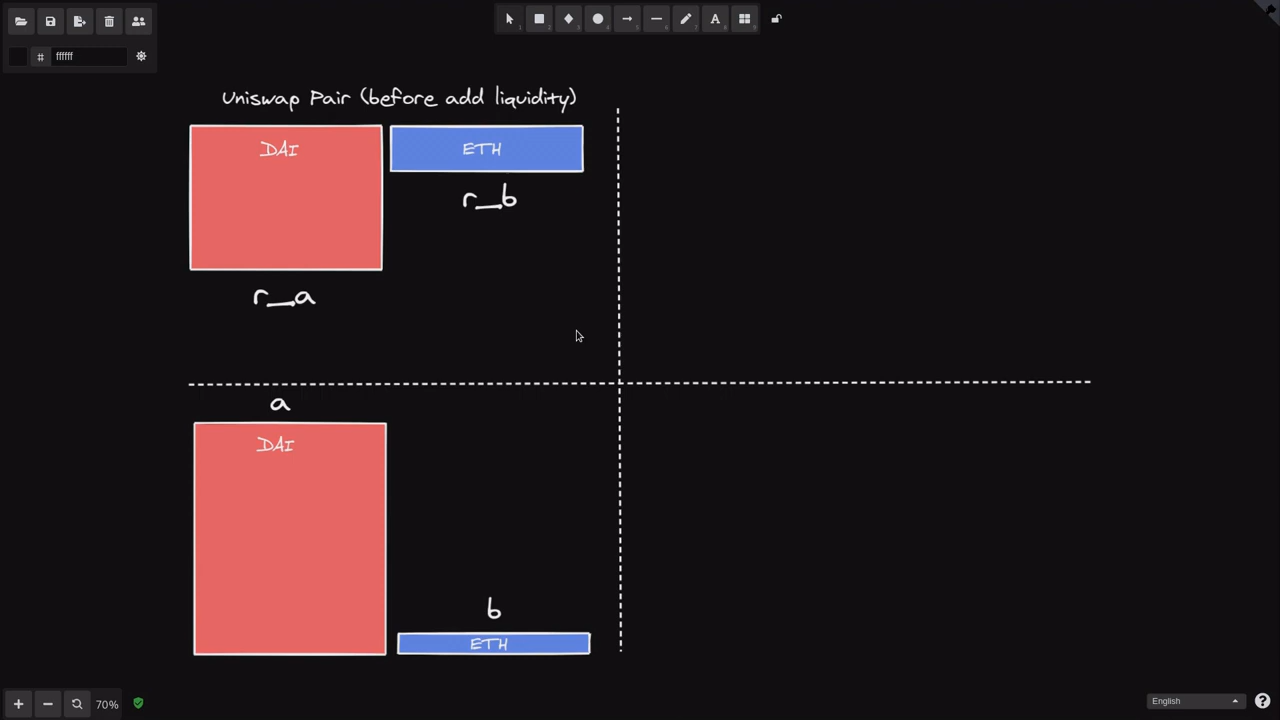 ffffff
Uniswap Pair (before add liquidity)
DAI
ETH
r_b
r_a
a
DAI
b
ETH
70%
English